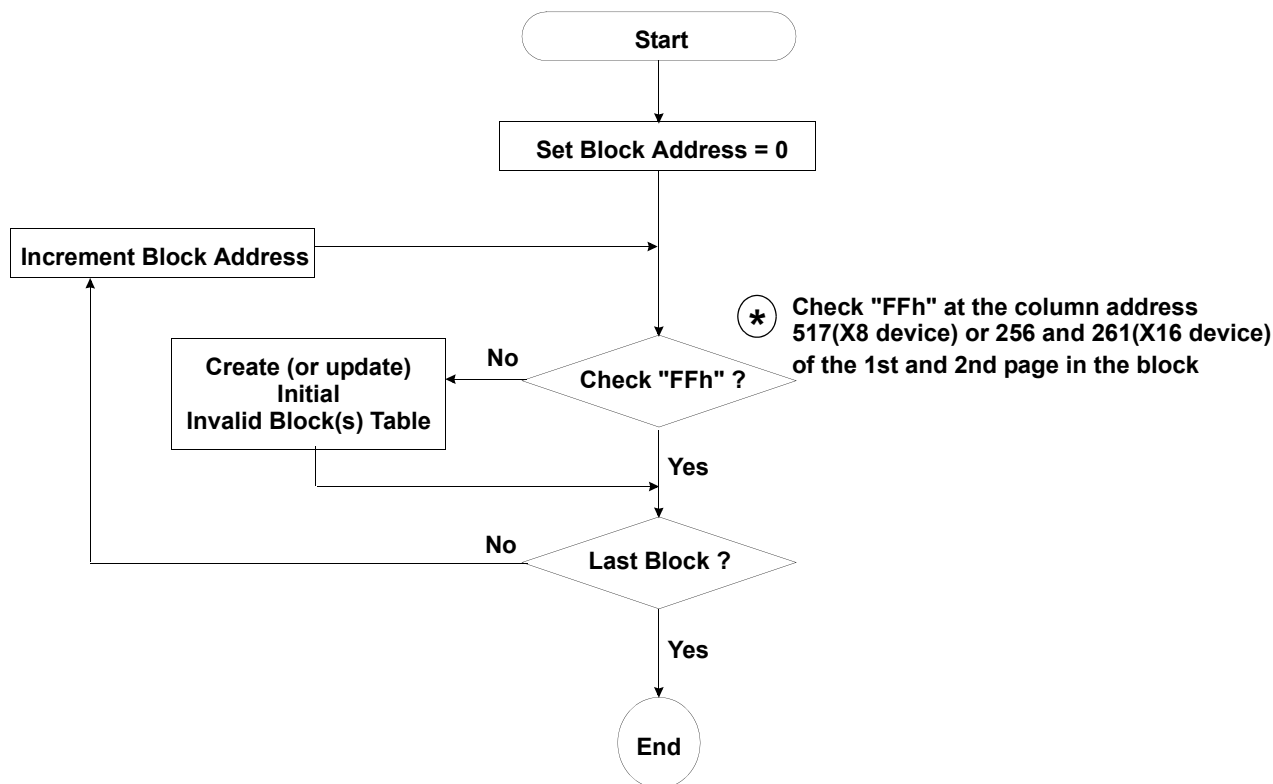 Start
Set Block Address = 0
Increment Block Address
* Check "FFh" at the column address
517(X8 device) or 256 and 261(X16 device)
of the 1st and 2nd page in the block
No
Create (or update)
Initial
Invalid Block(s) Table
Check "FFh" ?
Yes
No
Last Block ?
Yes
End